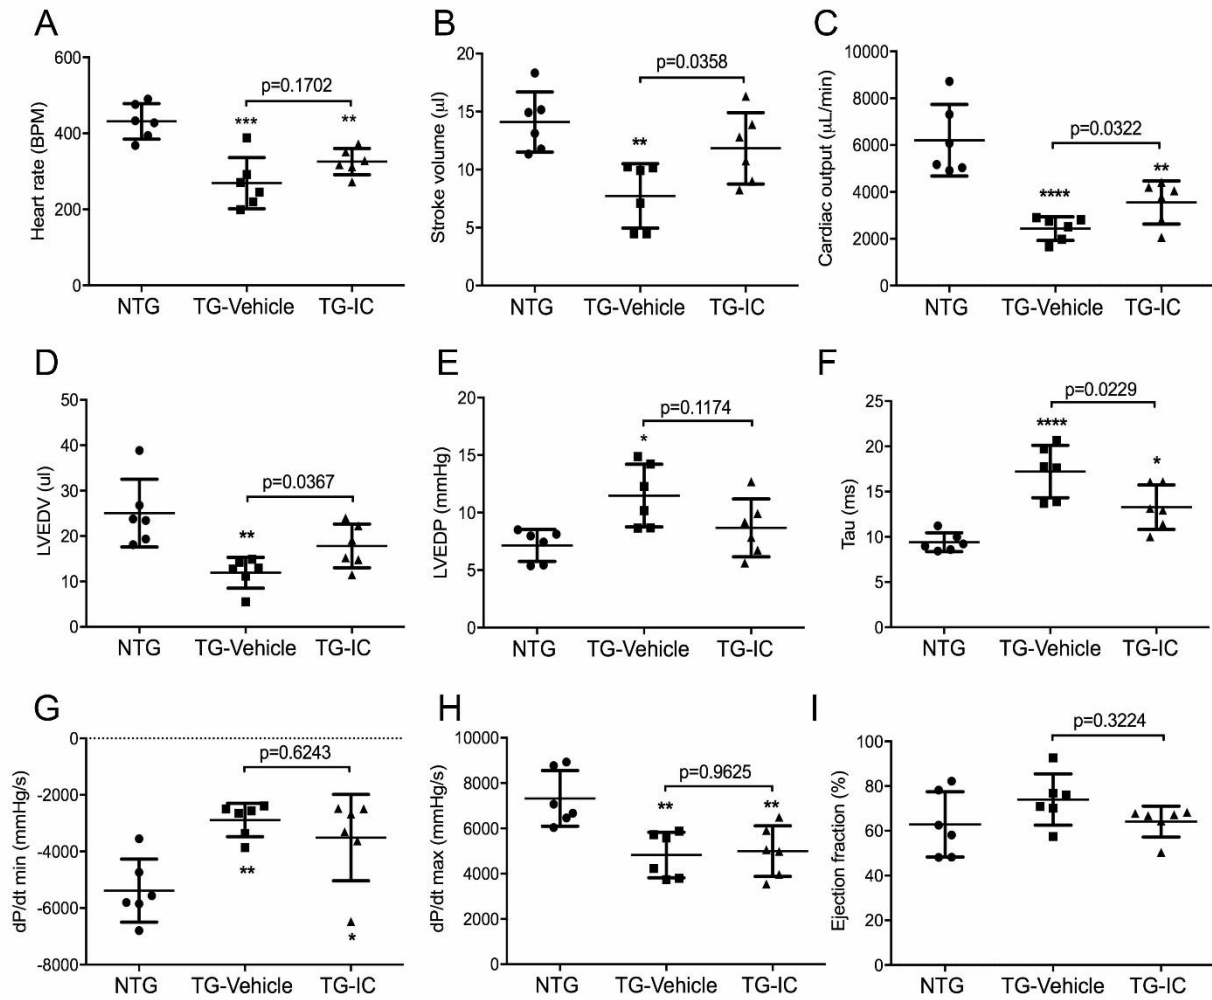 A
Heart rate (BPM)
600
400
200
0
p=0.1702
***
**
NTG TG-Vehicle TG-IC
B
Stroke volume (µl)
20
15
10
5
0
p=0.0358
**
NTG TG-Vehicle TG-IC
C
Cardiac output (µL/min)
10000
8000
6000
4000
2000
0
p=0.0322
****
**
NTG TG-Vehicle TG-IC
D
LVEDV (ul)
50
40
30
20
10
0
p=0.0367
**
NTG TG-Vehicle TG-IC
E
LVEDP (mmHg)
20
15
10
5
0
p=0.1174
*
NTG TG-Vehicle TG-IC
F
Tau (ms)
25
20
15
10
5
0
p=0.0229
****
*
NTG TG-Vehicle TG-IC
G
dP/dt min (mmHg/s)
0
-2000
-4000
-6000
-8000
p=0.6243
**
*
NTG TG-Vehicle TG-IC
H
dP/dt max (mmHg/s)
10000
8000
6000
4000
2000
0
p=0.9625
**
**
NTG TG-Vehicle TG-IC
I
Ejection fraction (%)
100
80
60
40
20
0
p=0.3224
NTG TG-Vehicle TG-IC